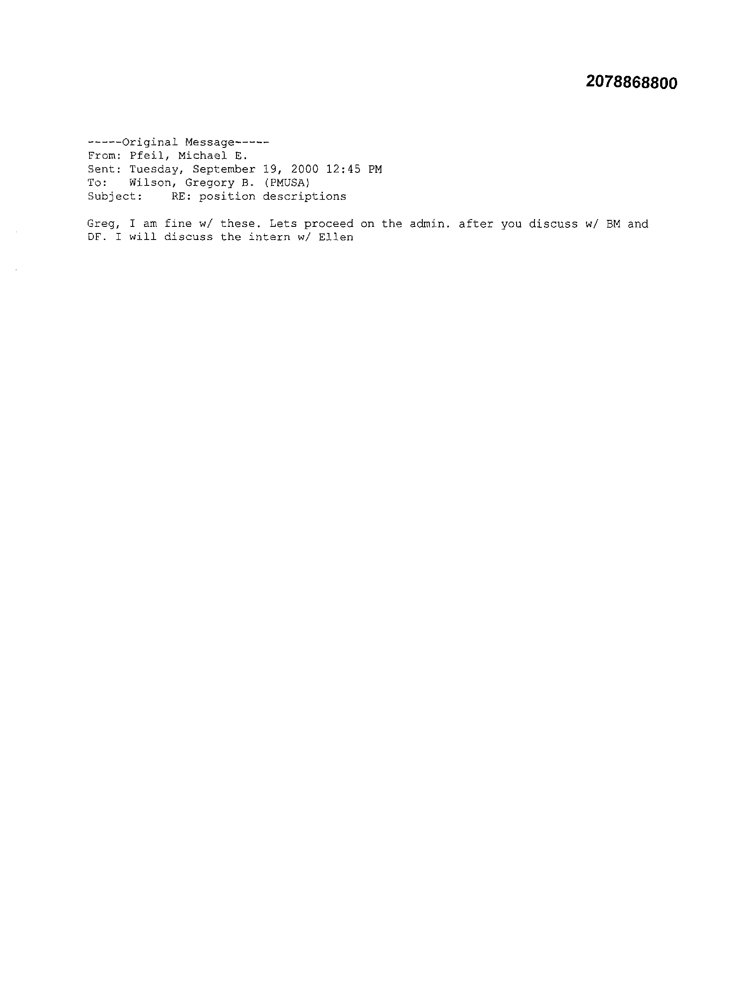 2078868800
-----Original Message-----
From: Pfeil, Michael E.
Sent: Tuesday, September 19, 2000 12:45 PM
To: Wilson, Gregory B. (PMUSA)
Subject: RE: position descriptions
Greg, I am fine w/ these. Lets proceed on the admin. after you discuss w/ BM and
DF. I will discuss the intern w/ Ellen